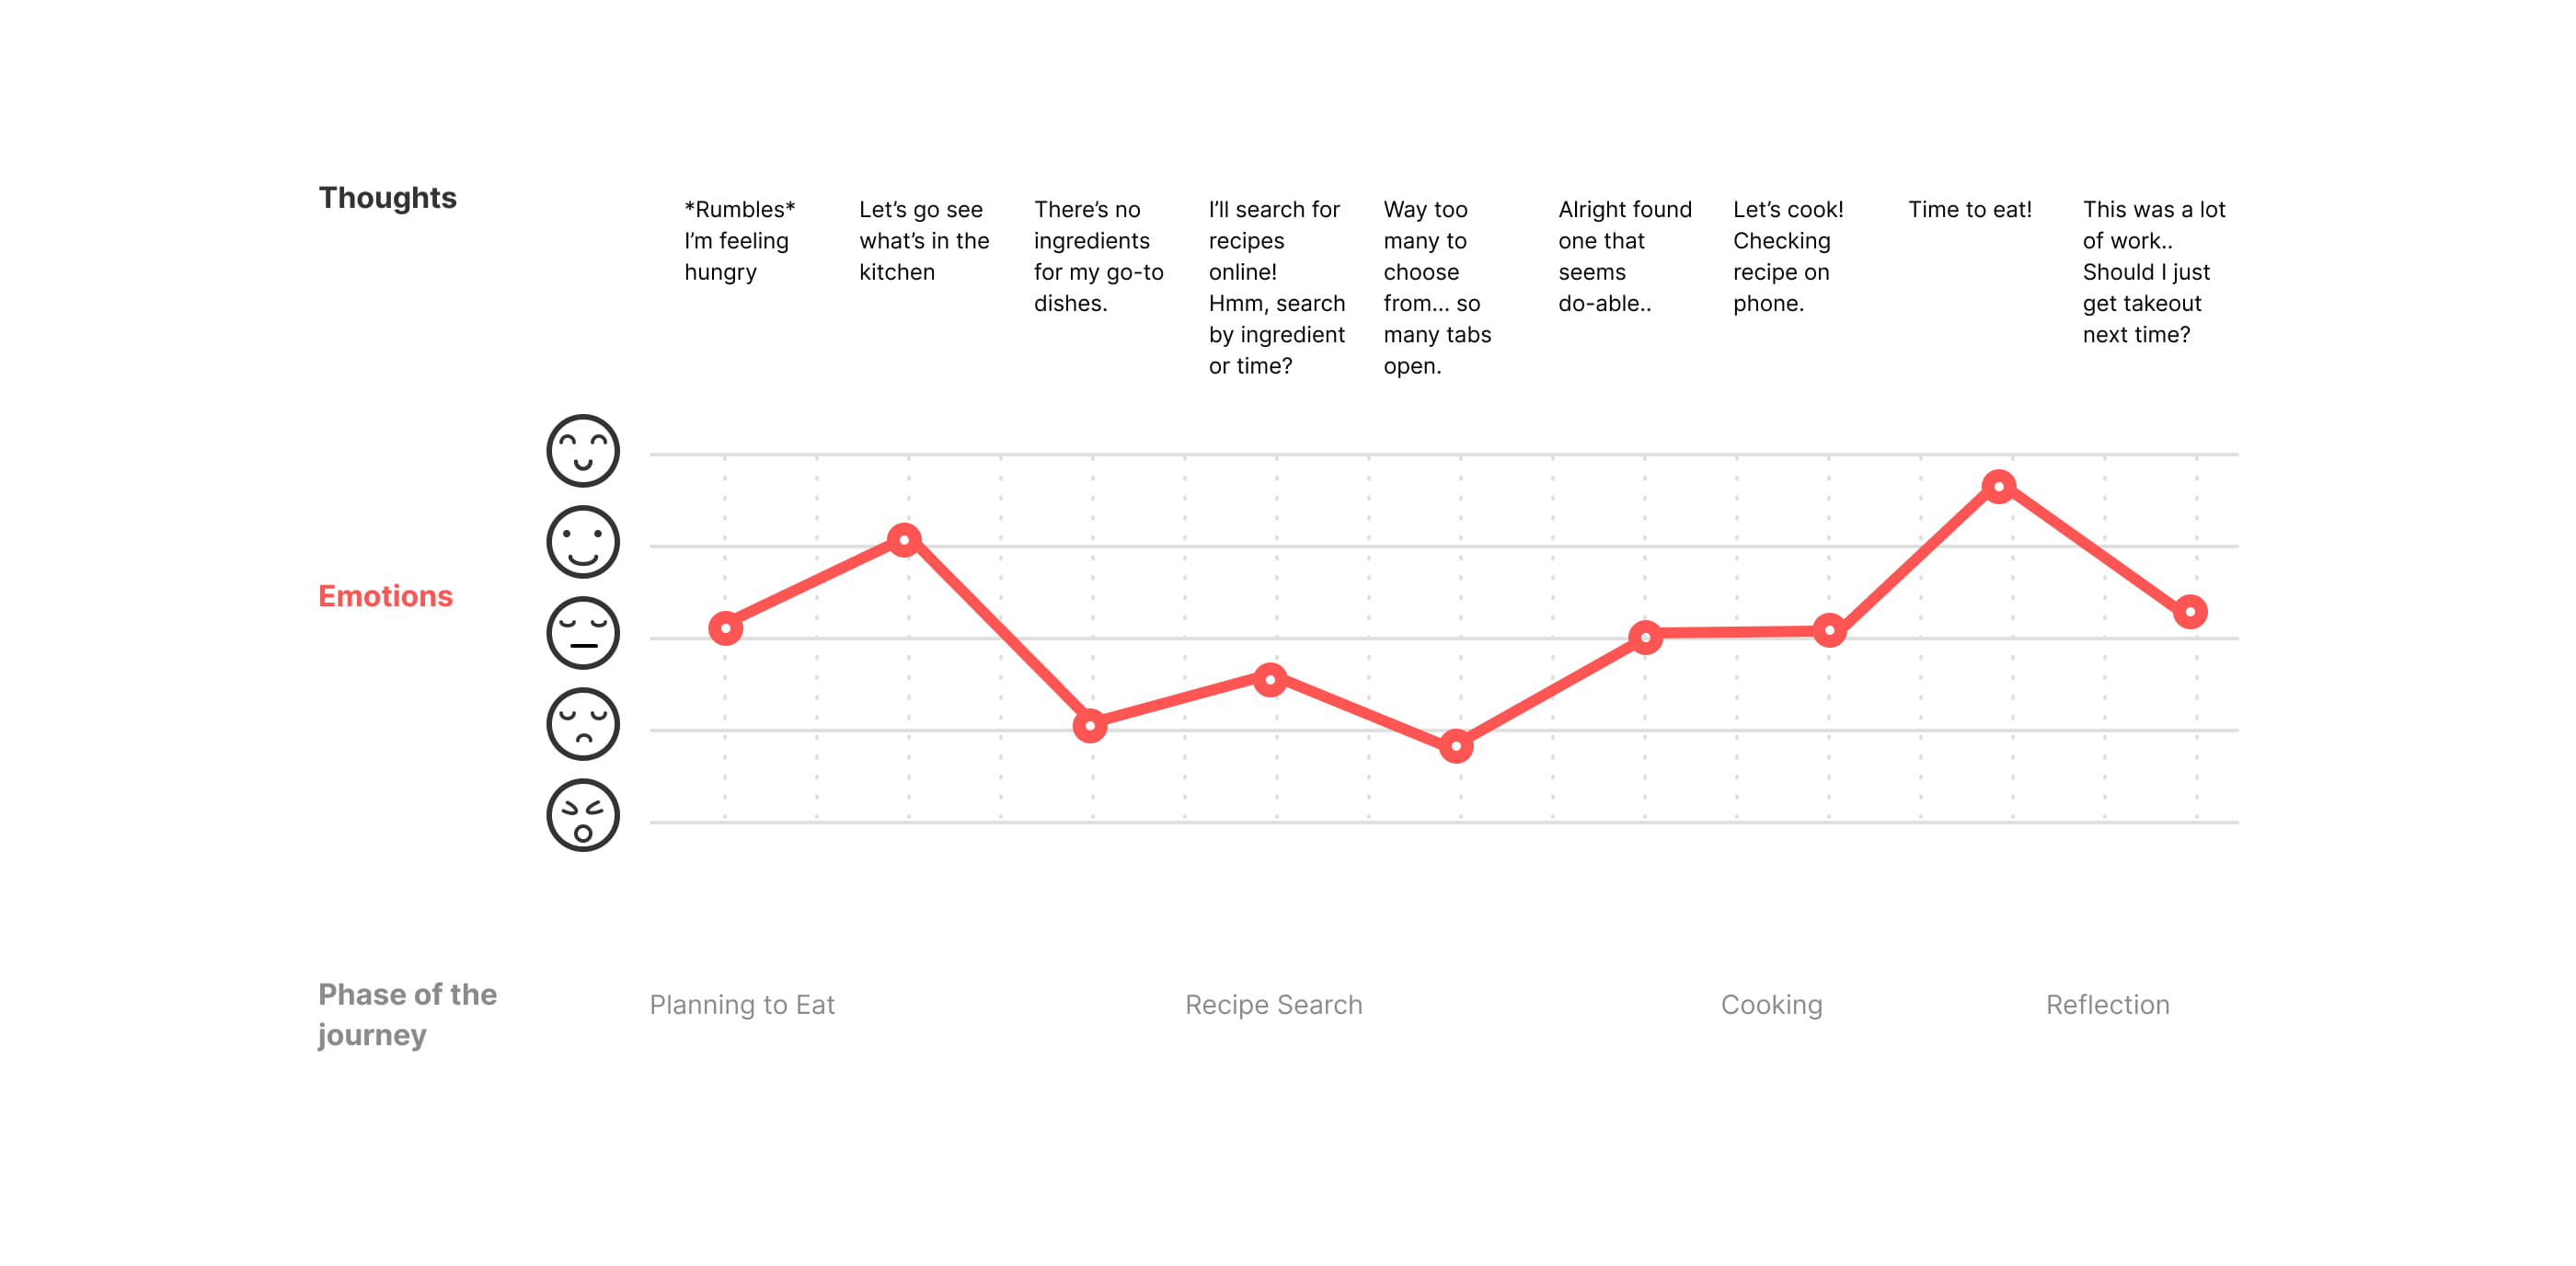 Thoughts
*Rumbles*
I’m feeling
hungry
Let’s go see
what’s in the
kitchen
There’s no
ingredients
for my go-to
dishes.
I’ll search for
recipes
online!
Hmm, search
by ingredient
or time?
Way too
many to
choose
from... so
many tabs
open.
Alright found
one that
seems
do-able..
Let’s cook!
Checking
recipe on
phone.
Time to eat!
This was a lot
of work..
Should I just
get takeout
next time?
Emotions
Phase of the
journey
Planning to Eat
Recipe Search
Cooking
Reflection